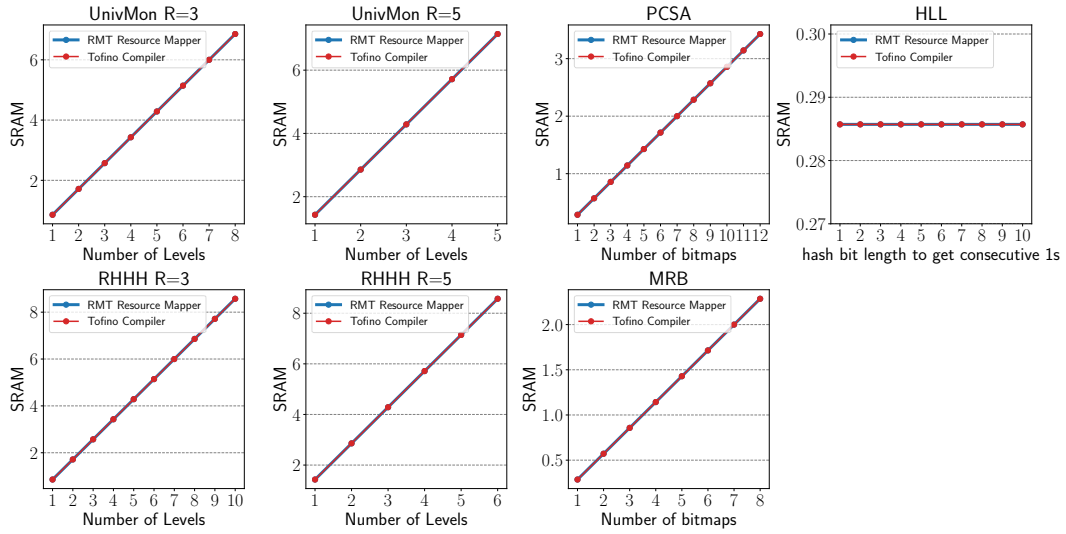 UnivMon R=3
RMT Resource Mapper
Tofino Compiler
SRAM
6
4
2
1 2 3 4 5 6 7 8
Number of Levels
UnivMon R=5
RMT Resource Mapper
Tofino Compiler
SRAM
6
4
2
1 2 3 4 5
Number of Levels
PCSA
RMT Resource Mapper
Tofino Compiler
SRAM
3
2
1
1 2 3 4 5 6 7 8 9 10 11 12
Number of bitmaps
HLL
RMT Resource Mapper
Tofino Compiler
SRAM
0.30
0.29
0.28
0.27
1 2 3 4 5 6 7 8 9 10
hash bit length to get consecutive 1s
RHHH R=3
RMT Resource Mapper
Tofino Compiler
SRAM
8
6
4
2
1 2 3 4 5 6 7 8 9 10
Number of Levels
RHHH R=5
RMT Resource Mapper
Tofino Compiler
SRAM
8
6
4
2
1 2 3 4 5 6
Number of Levels
MRB
RMT Resource Mapper
Tofino Compiler
SRAM
2.0
1.5
1.0
0.5
1 2 3 4 5 6 7 8
Number of bitmaps